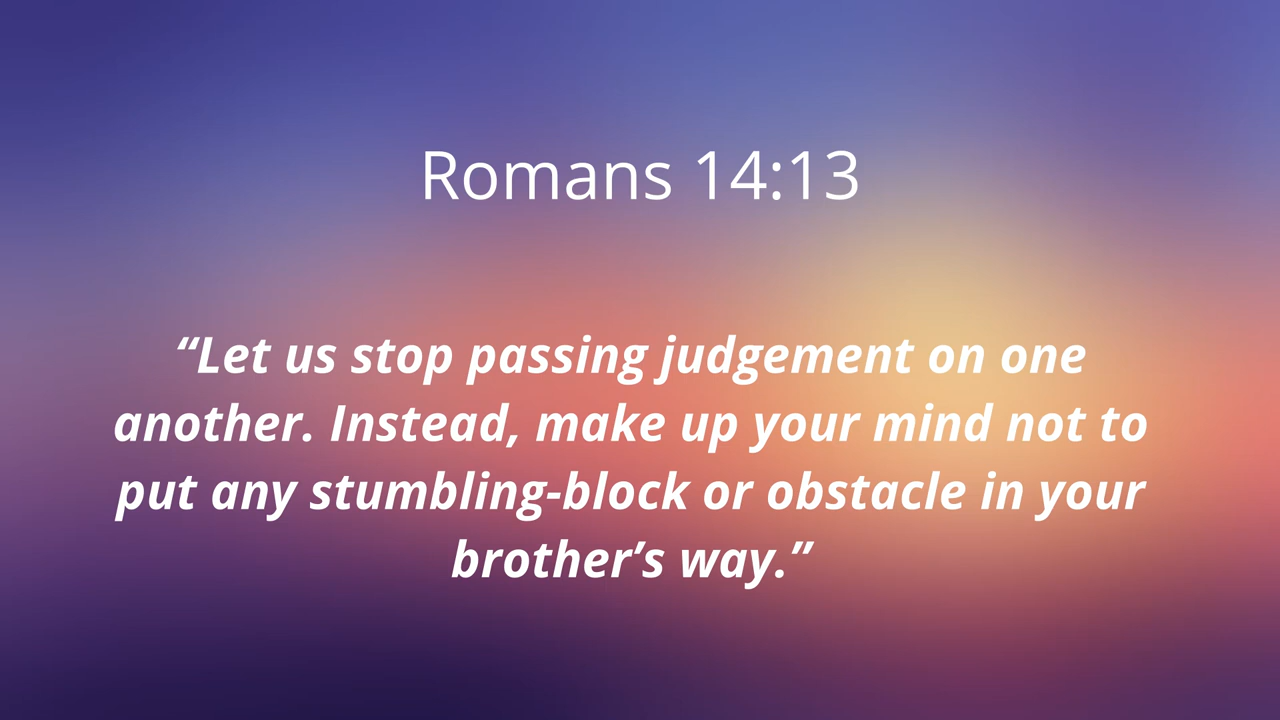 Romans 14:13
“Let us stop passing judgement on one
another. Instead, make up your mind not to
put any stumbling-block or obstacle in your
brother’s way.”